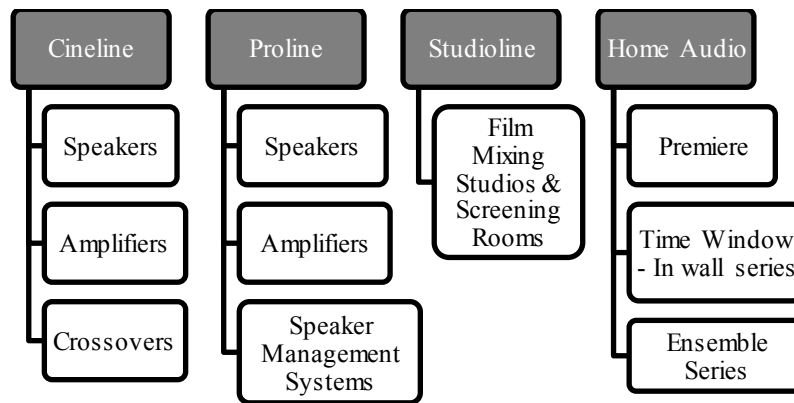 Cineline
Speakers
Amplifiers
Crossovers
Proline
Speakers
Amplifiers
Speaker
Management
Systems
Studioline
Film
Mixing
Studios &
Screening
Rooms
Home Audio
Premiere
Time Window
- In wall series
Ensemble
Series